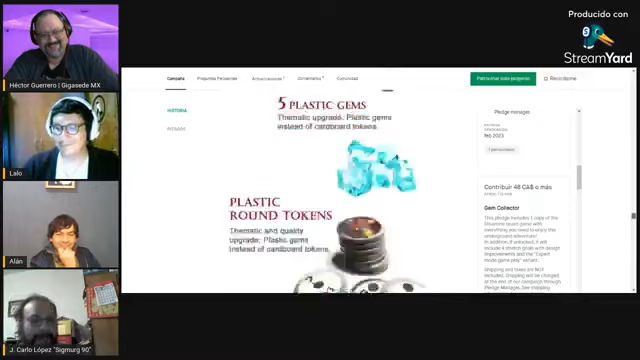 Producido con
StreamYard
Héctor Guerrero | Gigasede MX
Lalo
Alán
J. Carlo López "Sigmurg 90"
Campaña
Preguntas frecuentes
Actualizaciones
Comentarios
Comunidad
Patrocinar este proyecto
Recordarme
HISTORIA
RIESGOS
5 PLASTIC GEMS
Thematic upgrade. Plastic gems
instead of cardboard tokens.
PLASTIC
ROUND TOKENS
Thematic and quality
upgrade. Plastic gems
instead of cardboard tokens.
Pledge manager.
feb 2023
Contribuir 48 CA$ o más
Gem Collector
This pledge includes 1 copy of the
board game with
everything you need to enjoy this
underground adventure!
In addition, if unlocked, it will
include 4 stretch goals with design
improvements and the "Expert
mode game play" variant.
Shipping and taxes are NOT
included. Shipping will be charged
at the end of our campaign through
Pledge Manager. See shipping